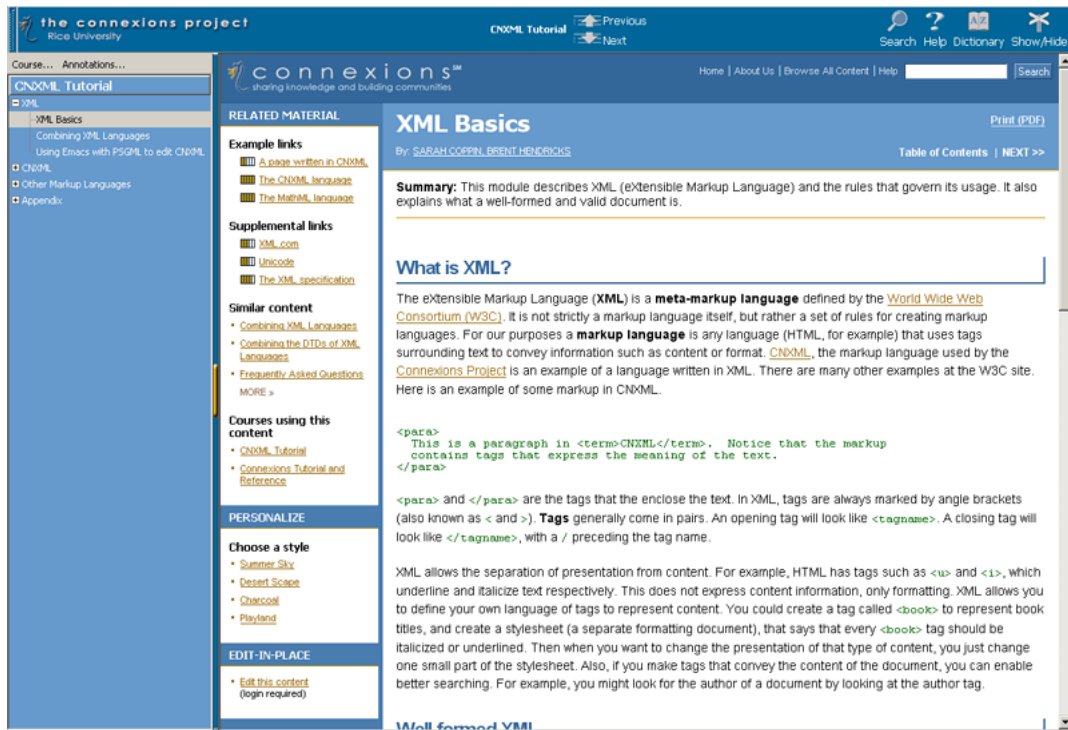 the connexions project
Rice University
CNXML Tutorial
Previous
Next
Search Help Dictionary Show/Hide
Course... Annotations...
CNXML Tutorial
XML
XML Basics
Combining XML Languages
Using Emacs with PSGML to edit CNXML
CNXML
Other Markup Languages
Appendix
connexions℠
sharing knowledge and building communities
Home | About Us | Browse All Content | Help
Search
RELATED MATERIAL
Example links
A page written in CNXML
The CNXML language
The MathML language
Supplemental links
XML.com
Unicode
The XML specification
Similar content
• Combining XML Languages
• Combining the DTDs of XML
Languages
• Frequently Asked Questions
MORE »
Courses using this
content
• CNXML Tutorial
• Connexions Tutorial and
Reference
PERSONALIZE
Choose a style
• Summer Sky
• Desert Scape
• Charcoal
• Playland
EDIT-IN-PLACE
• Edit this content
(login required)
XML Basics
Print (PDF)
By: SARAH COPPIN, BRENT HENDRICKS
Table of Contents | NEXT >>
Summary: This module describes XML (eXtensible Markup Language) and the rules that govern its usage. It also
explains what a well-formed and valid document is.
What is XML?
The eXtensible Markup Language (XML) is a meta-markup language defined by the World Wide Web
Consortium (W3C). It is not strictly a markup language itself, but rather a set of rules for creating markup
languages. For our purposes a markup language is any language (HTML, for example) that uses tags
surrounding text to convey information such as content or format. CNXML, the markup language used by the
Connexions Project is an example of a language written in XML. There are many other examples at the W3C site.
Here is an example of some markup in CNXML.
<para>
This is a paragraph in <term>CNXML</term>. Notice that the markup
contains tags that express the meaning of the text.
</para>
<para> and </para> are the tags that the enclose the text. In XML, tags are always marked by angle brackets
(also known as < and >). Tags generally come in pairs. An opening tag will look like <tagname>. A closing tag will
look like </tagname>, with a / preceding the tag name.
XML allows the separation of presentation from content. For example, HTML has tags such as <u> and <i>, which
underline and italicize text respectively. This does not express content information, only formatting. XML allows you
to define your own language of tags to represent content. You could create a tag called <book> to represent book
titles, and create a stylesheet (a separate formatting document), that says that every <book> tag should be
italicized or underlined. Then when you want to change the presentation of that type of content, you just change
one small part of the stylesheet. Also, if you make tags that convey the content of the document, you can enable
better searching. For example, you might look for the author of a document by looking at the author tag.
Well formed XML